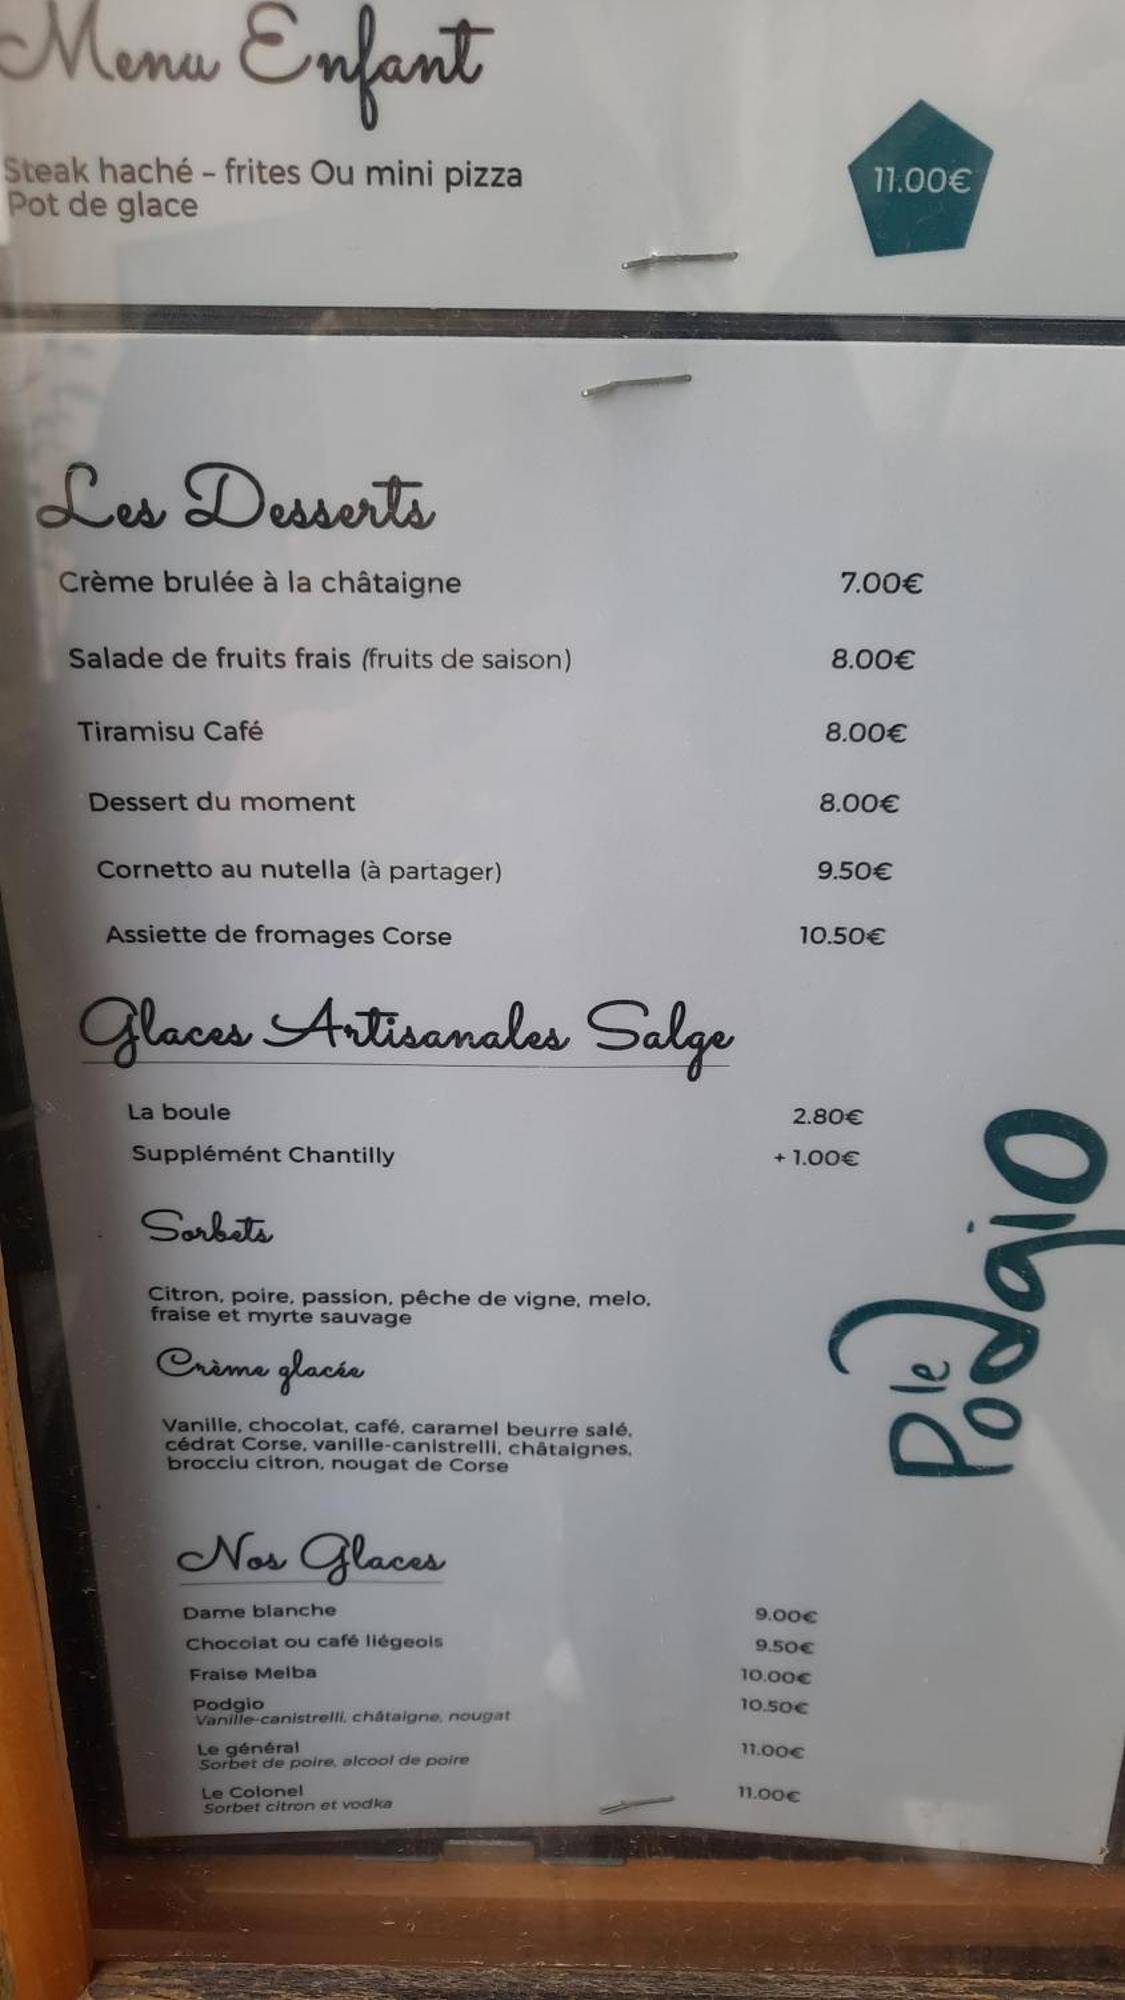 Menu Enfant
Steak haché – frites Ou mini pizza
Pot de glace
11.00€
Les Desserts
Crème brulée à la châtaigne 7.00€
Salade de fruits frais (fruits de saison) 8.00€
Tiramisu Café 8.00€
Dessert du moment 8.00€
Cornetto au nutella (à partager) 9.50€
Assiette de fromages Corse 10.50€
Glaces Artisanales Salge
La boule 2.80€
Supplémént Chantilly + 1.00€
Sorbets
Citron, poire, passion, pêche de vigne, melo,
fraise et myrte sauvage
Crème glacée
Vanille, chocolat, café, caramel beurre salé,
cédrat Corse, vanille-canistrelli, châtaignes,
brocciu citron, nougat de Corse
Nos Glaces
Dame blanche 9.00€
Chocolat ou café liégeois 9.50€
Fraise Melba 10.00€
Podgio 10.50€
Vanille-canistrelli, châtaigne, nougat
Le général 11.00€
Sorbet de poire, alcool de poire
Le Colonel 11.00€
Sorbet citron et vodka
le
Podgio